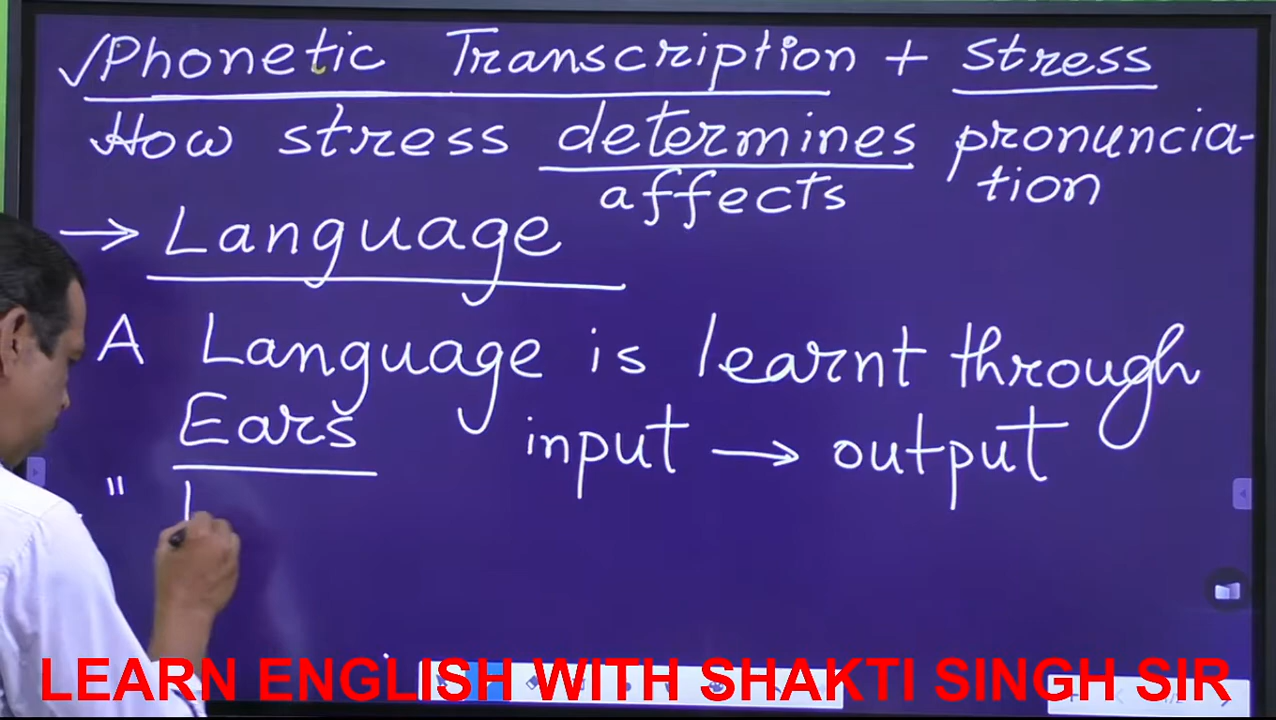 ✓Phonetic Transcription + Stress
How stress determines pronuncia-
affects tion
→ Language
A Language is learnt through
Ears input → output
"
LEARN ENGLISH WITH SHAKTI SINGH SIR